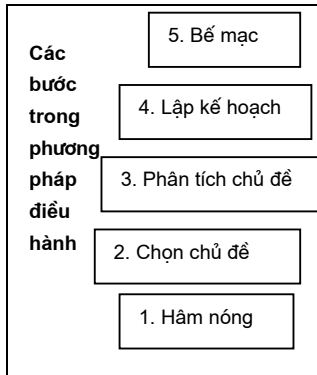 Các
bước
trong
phương
pháp
điều
hành
5. Bế mạc
4. Lập kế hoạch
3. Phân tích chủ đề
2. Chọn chủ đề
1. Hâm nóng